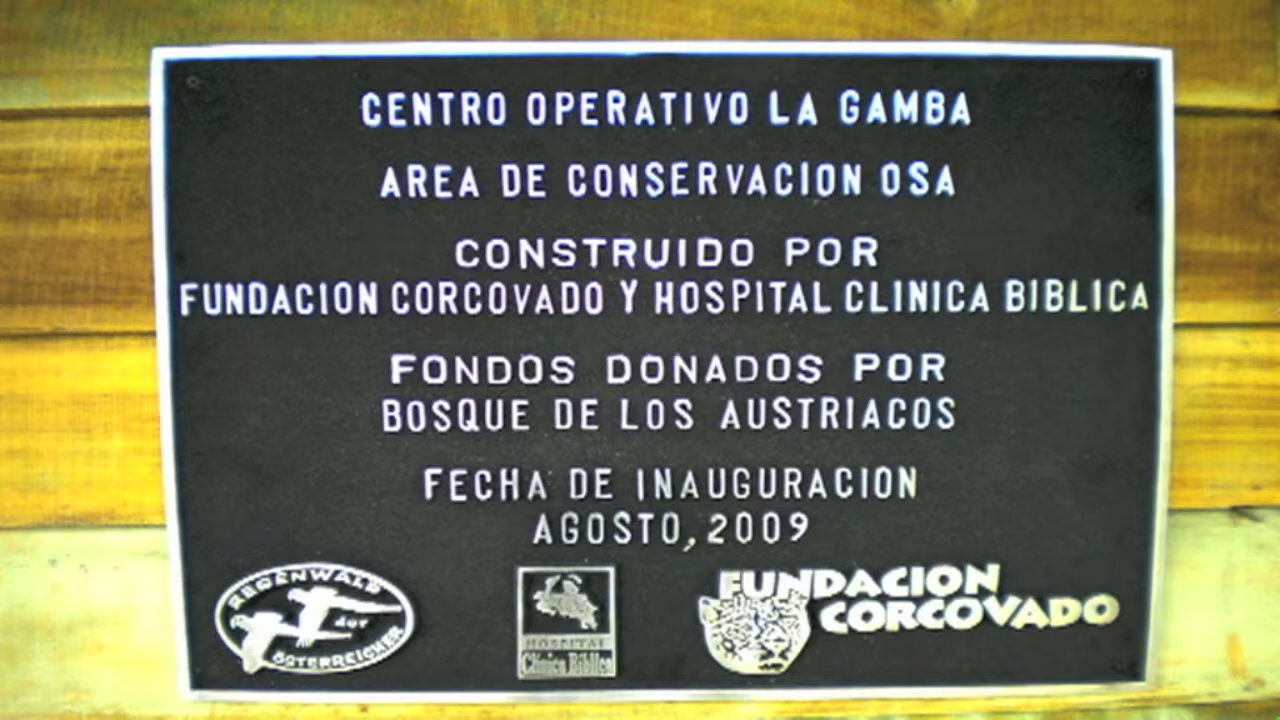 CENTRO OPERATIVO LA GAMBA
AREA DE CONSERVACION OSA
CONSTRUIDO POR
FUNDACION CORCOVADO Y HOSPITAL CLINICA BIBLICA
FONDOS DONADOS POR
BOSQUE DE LOS AUSTRIACOS
FECHA DE INAUGURACION
AGOSTO, 2009
REGENWALD
der
ÖSTERREICHER
HOSPITAL
Clínica Bíblica
FUNDACION
CORCOVADO